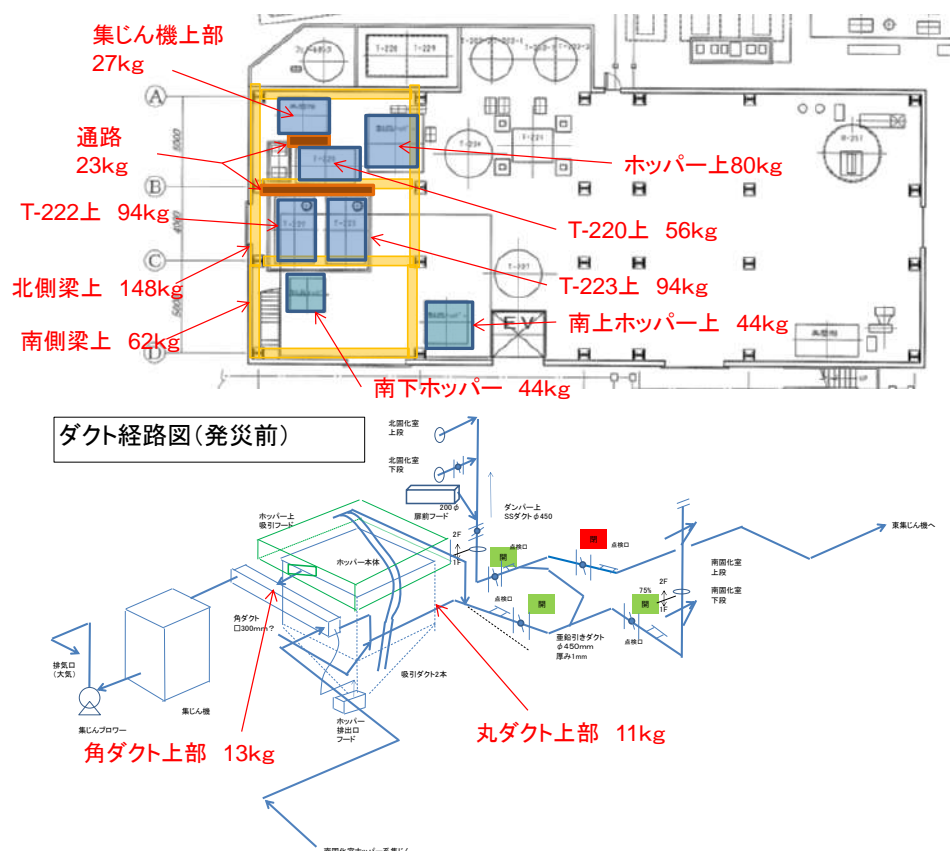 集じん機上部
27kg
T-228
T-229
A
通路
23kg
ホッパー上80kg
B
T-222上 94kg
T-220上 56kg
C
T-223上 94kg
北側梁上 148kg
南側梁上 62kg
南上ホッパー上 44kg
EV
D
南下ホッパー 44kg
6000
4000
5000
ダクト経路図(発災前)
北固化室
上段
北固化室
下段
200φ
扉前フード
ダンパー上
SSダクトφ450
ホッパー上
吸引フード
ホッパー本体
2F
1F
開
点検口
閉
点検口
東集じん機へ
南固化室
上段
75%
2F
1F
南固化室
下段
開
点検口
開
点検口
亜鉛引きダクト
φ450mm
厚み1mm
角ダクト
□300mm?
吸引ダクト2本
排気口
(大気)
集じんブロワー
集じん機
ホッパー
排出口
フード
角ダクト上部 13kg
丸ダクト上部 11kg